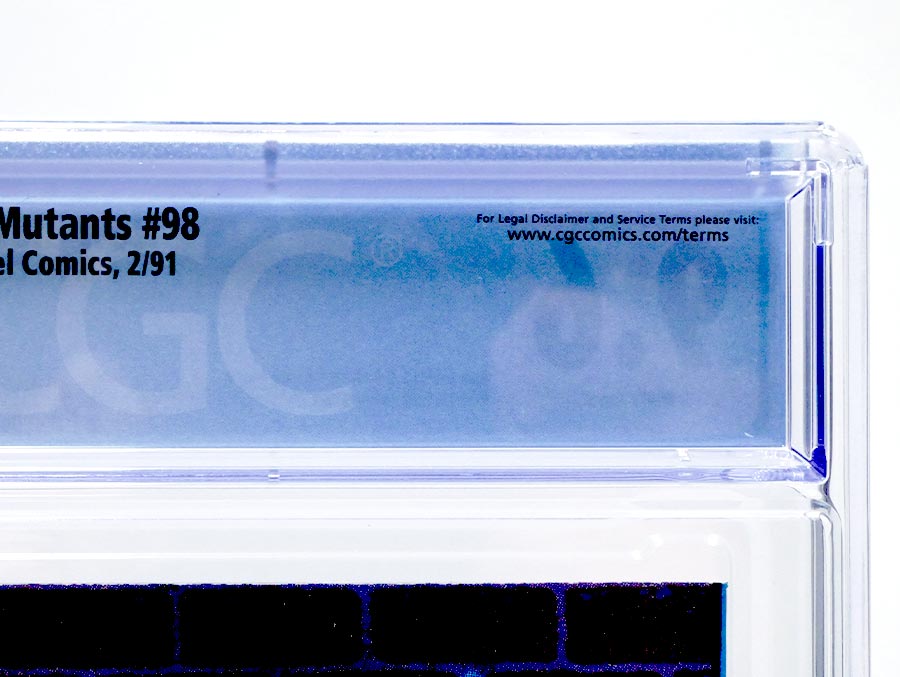 Mutants #98
el Comics, 2/91
For Legal Disclaimer and Service Terms please visit:
www.cgccomics.com/terms
CGC®